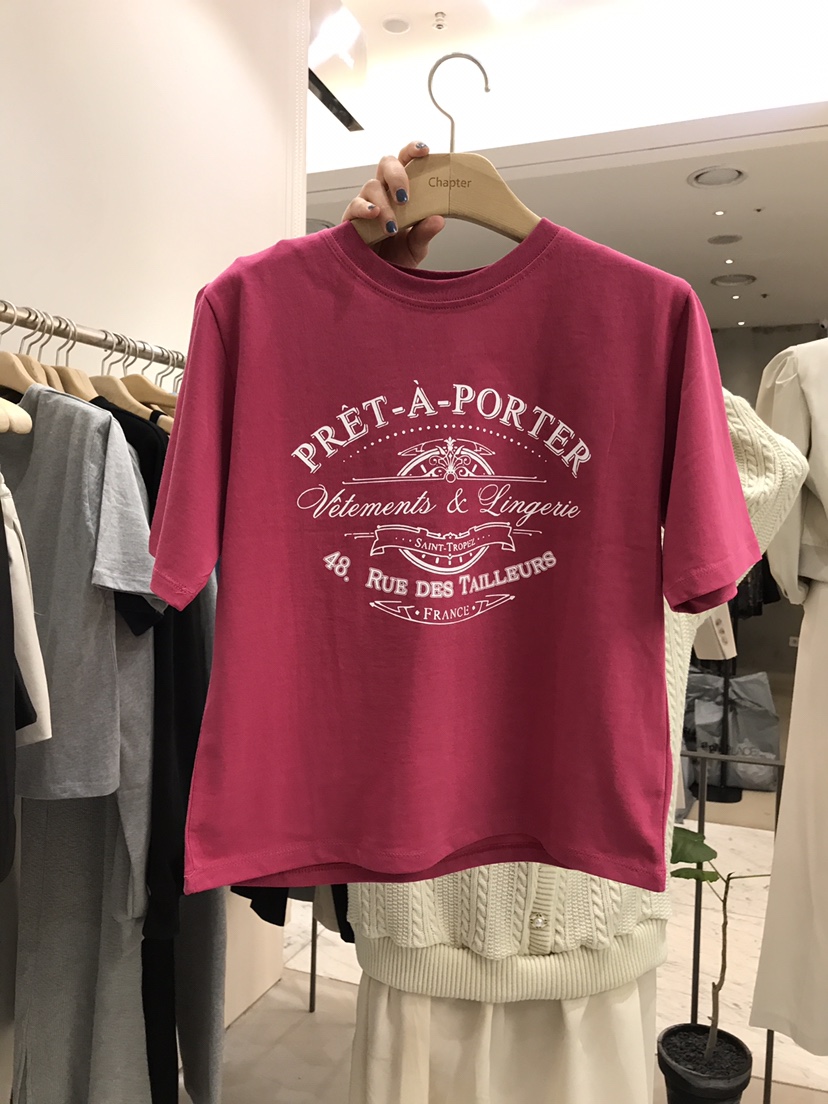 Chapter
PRÊT-À-PORTER
Vêtements & Lingerie
SAINT-TROPEZ
48. RUE DES TAILLEURS
FRANCE